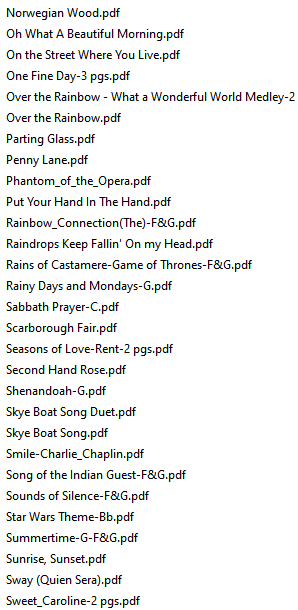 Norwegian Wood.pdf
Oh What A Beautiful Morning.pdf
On the Street Where You Live.pdf
One Fine Day-3 pgs.pdf
Over the Rainbow - What a Wonderful World Medley-2
Over the Rainbow.pdf
Parting Glass.pdf
Penny Lane.pdf
Phantom_of_the_Opera.pdf
Put Your Hand In The Hand.pdf
Rainbow_Connection(The)-F&G.pdf
Raindrops Keep Fallin' On my Head.pdf
Rains of Castamere-Game of Thrones-F&G.pdf
Rainy Days and Mondays-G.pdf
Sabbath Prayer-C.pdf
Scarborough Fair.pdf
Seasons of Love-Rent-2 pgs.pdf
Second Hand Rose.pdf
Shenandoah-G.pdf
Skye Boat Song Duet.pdf
Skye Boat Song.pdf
Smile-Charlie_Chaplin.pdf
Song of the Indian Guest-F&G.pdf
Sounds of Silence-F&G.pdf
Star Wars Theme-Bb.pdf
Summertime-G-F&G.pdf
Sunrise, Sunset.pdf
Sway (Quien Sera).pdf
Sweet_Caroline-2 pgs.pdf